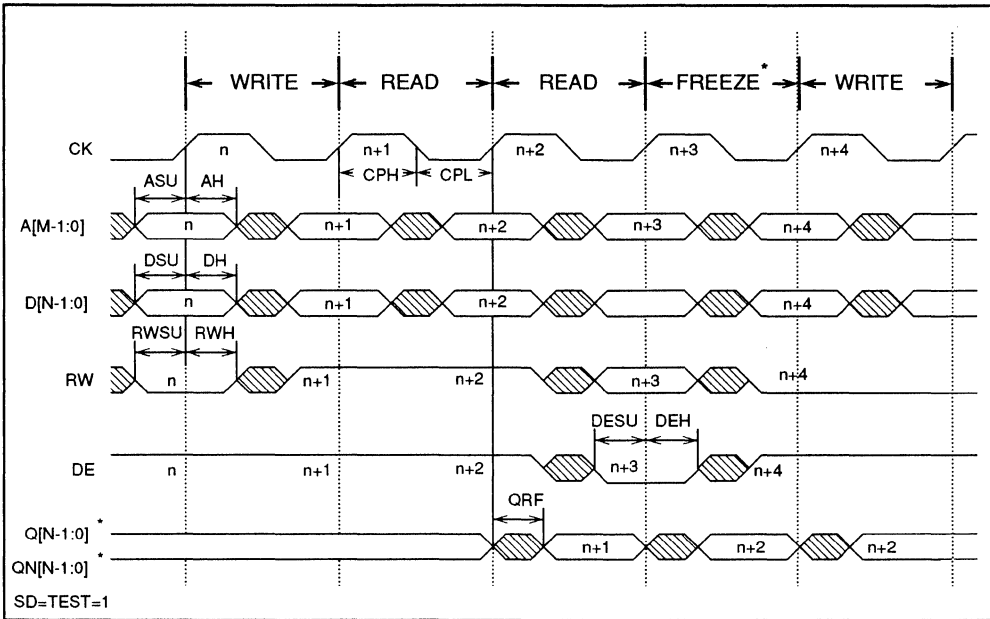 WRITE READ READ FREEZE* WRITE
CK n n+1 n+2 n+3 n+4
CPH CPL
ASU AH
A[M-1:0] n n+1 n+2 n+3 n+4
DSU DH
D[N-1:0] n n+1 n+2 n+4
RWSU RWH
RW n n+1 n+2 n+3 n+4
DESU DEH
DE n n+1 n+2 n+3 n+4
QRF
Q[N-1:0]* n+1 n+2 n+2
QN[N-1:0]*
SD=TEST=1